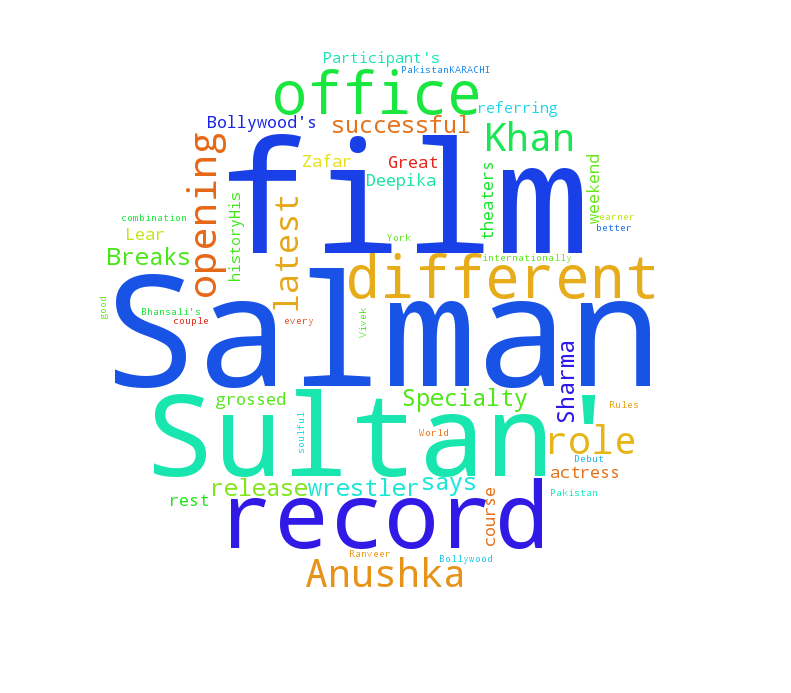 Participant's
PakistanKARACHI
office
referring
Bollywood's
successful
Khan
opening
film
Zafar
Great
Deepika
theaters
weekend
historyHis
latest
combination
Lear
Breaks
York
earner
better
internationally
different
good
Bhansali's
couple
every
Vivek
Salman
Sharma
grossed
Specialty
Rules
Sultan'
soulful
World
role
Debut
actress
release
wrestler
says
rest
course
Pakistan
record
Ranveer
Bollywood
Anushka